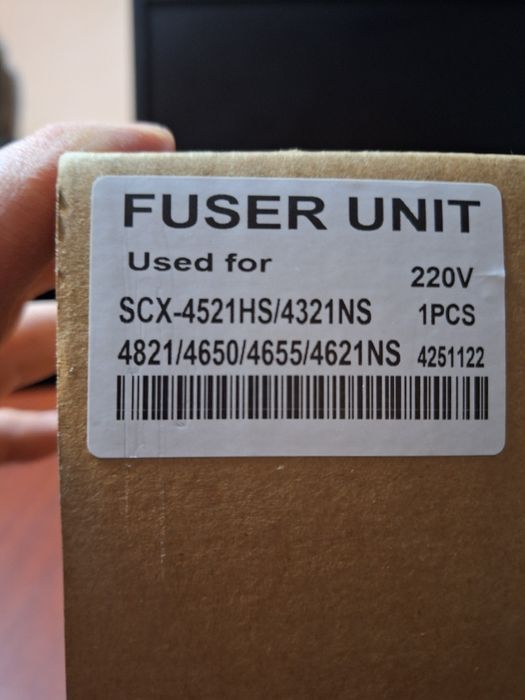 FUSER UNIT
Used for
220V
SCX-4521HS/4321NS 1PCS
4821/4650/4655/4621NS 4251122